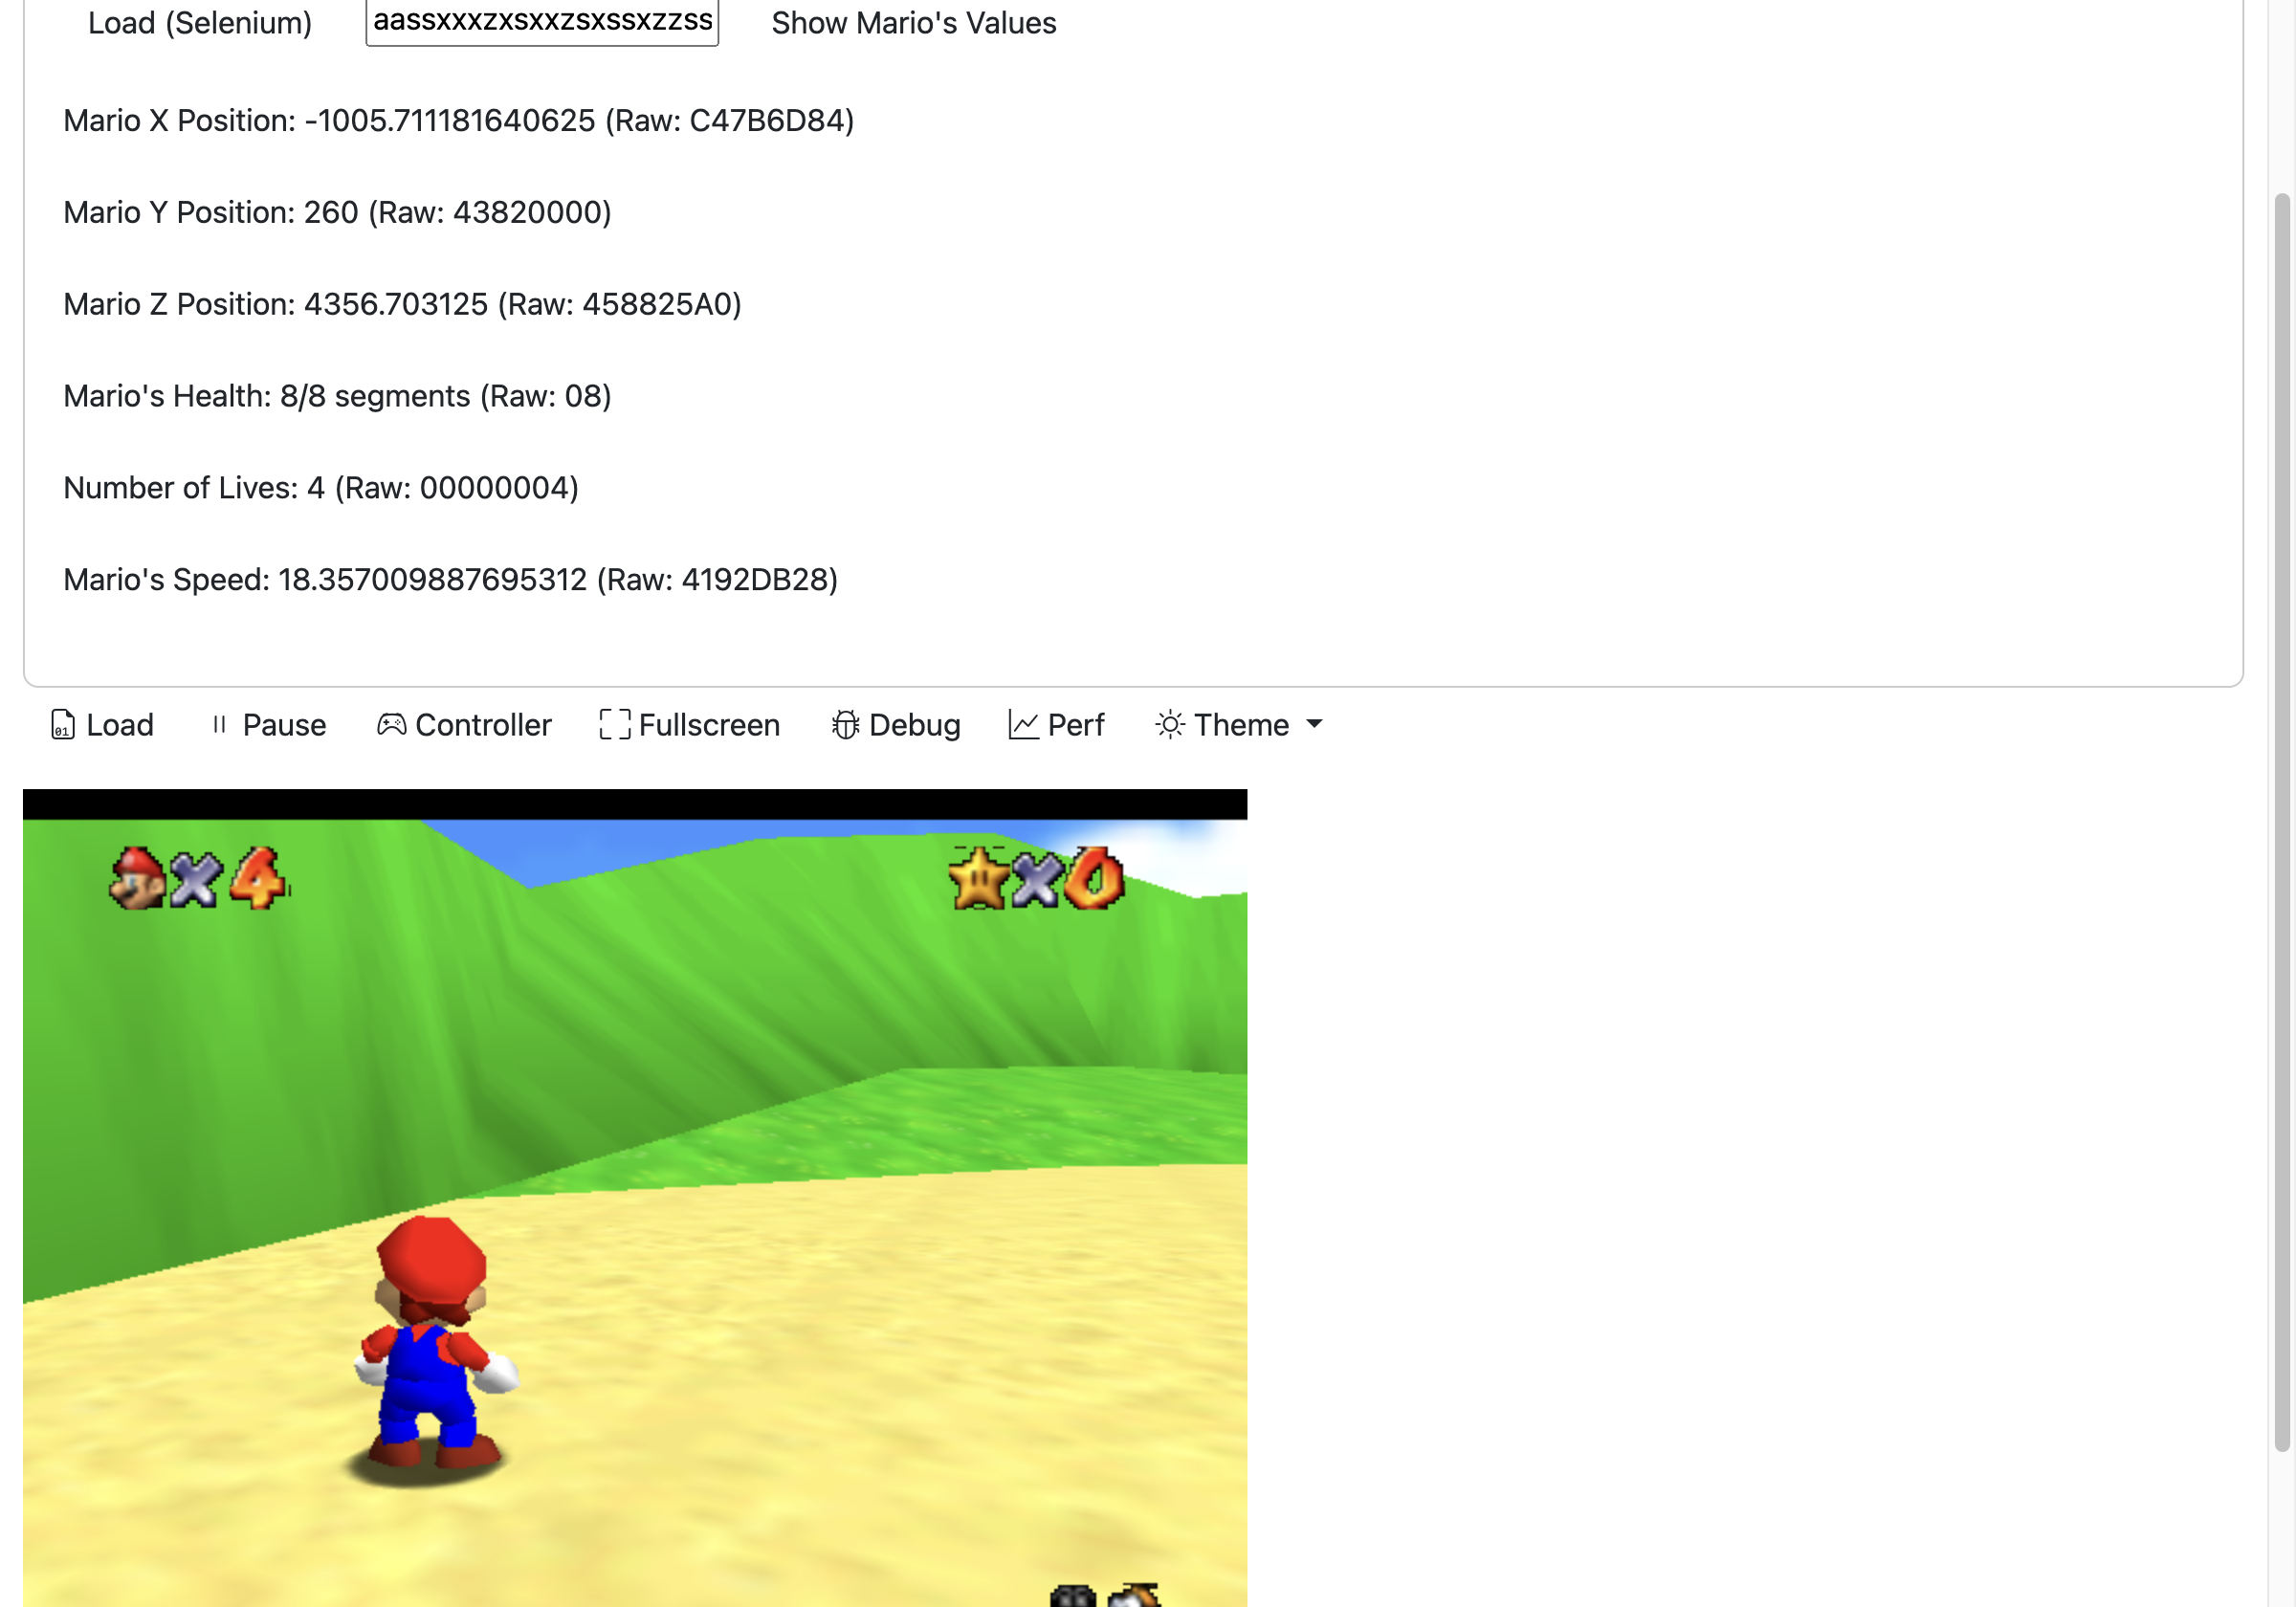 Load (Selenium) aassxxxzxsxxzsxssxzzss Show Mario's Values
Mario X Position: -1005.711181640625 (Raw: C47B6D84)
Mario Y Position: 260 (Raw: 43820000)
Mario Z Position: 4356.703125 (Raw: 458825A0)
Mario's Health: 8/8 segments (Raw: 08)
Number of Lives: 4 (Raw: 00000004)
Mario's Speed: 18.357009887695312 (Raw: 4192DB28)
Load Pause Controller Fullscreen Debug Perf Theme
×4 ×0